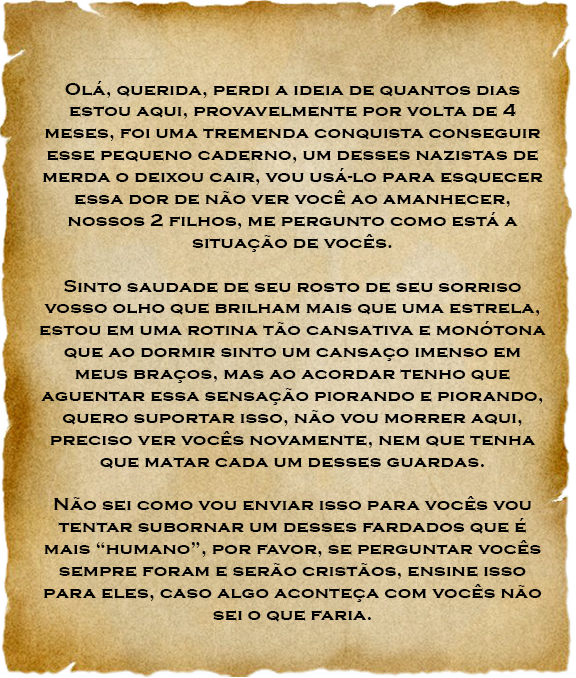 Olá, querida, perdi a ideia de quantos dias
estou aqui, provavelmente por volta de 4
meses, foi uma tremenda conquista conseguir
esse pequeno caderno, um desses nazistas de
merda o deixou cair, vou usá-lo para esquecer
essa dor de não ver você ao amanhecer,
nossos 2 filhos, me pergunto como está a
situação de vocês.
Sinto saudade de seu rosto de seu sorriso
vosso olho que brilham mais que uma estrela,
estou em uma rotina tão cansativa e monótona
que ao dormir sinto um cansaço imenso em
meus braços, mas ao acordar tenho que
aguentar essa sensação piorando e piorando,
quero suportar isso, não vou morrer aqui,
preciso ver vocês novamente, nem que tenha
que matar cada um desses guardas.
Não sei como vou enviar isso para vocês vou
tentar subornar um desses fardados que é
mais “humano”, por favor, se perguntar vocês
sempre foram e serão cristãos, ensine isso
para eles, caso algo aconteça com vocês não
sei o que faria.